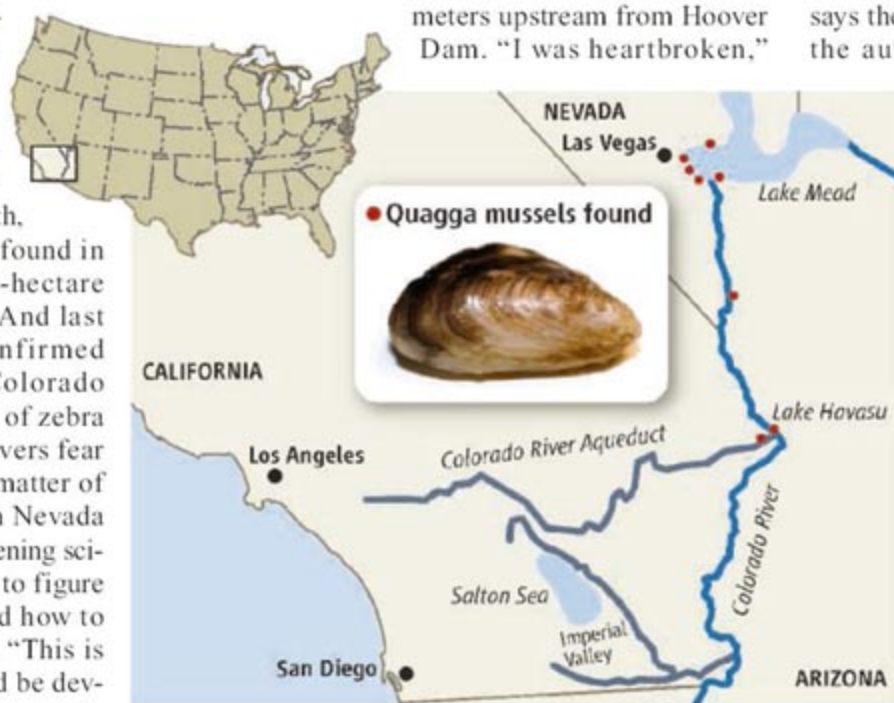 meters upstream from Hoover
Dam. “I was heartbroken,”
says the
the au
th,
found in
-hectare
And last
nfirmed
Colorado
of zebra
vers fear
matter of
n Nevada
ening sci-
to figure
d how to
“This is
d be dev-
NEVADA
Las Vegas
Lake Mead
Quagga mussels found
CALIFORNIA
Lake Havasu
Los Angeles
Colorado River Aqueduct
Colorado River
Salton Sea
Imperial
Valley
San Diego
ARIZONA